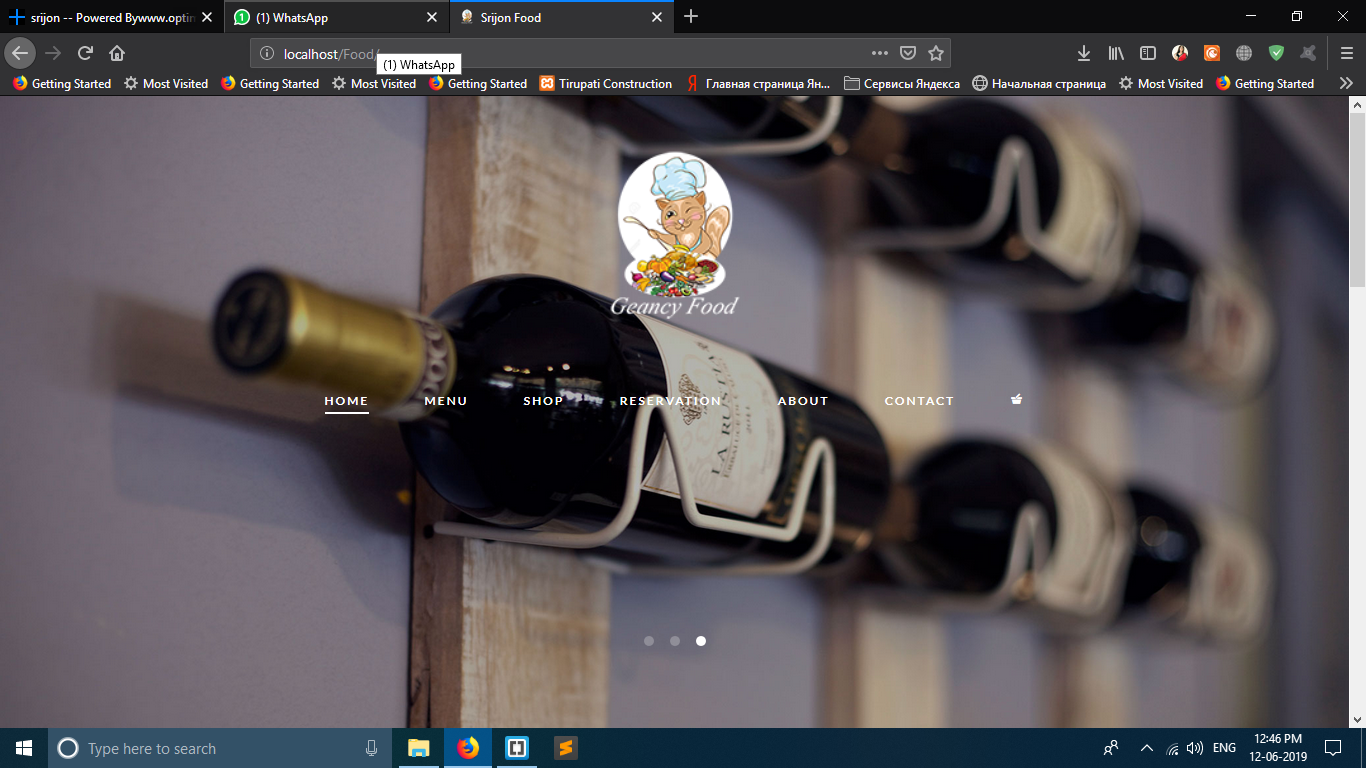 srijon -- Powered Bywww.optin
(1) WhatsApp
Srijon Food
localhost/Food/
(1) WhatsApp
Getting Started
Most Visited
Getting Started
Most Visited
Getting Started
Tirupati Construction
Главная страница Ян...
Сервисы Яндекса
Начальная страница
Most Visited
Getting Started
Geancy Food
HOME
MENU
SHOP
RESERVATION
ABOUT
CONTACT
2011
Type here to search
ENG
12:46 PM
12-06-2019